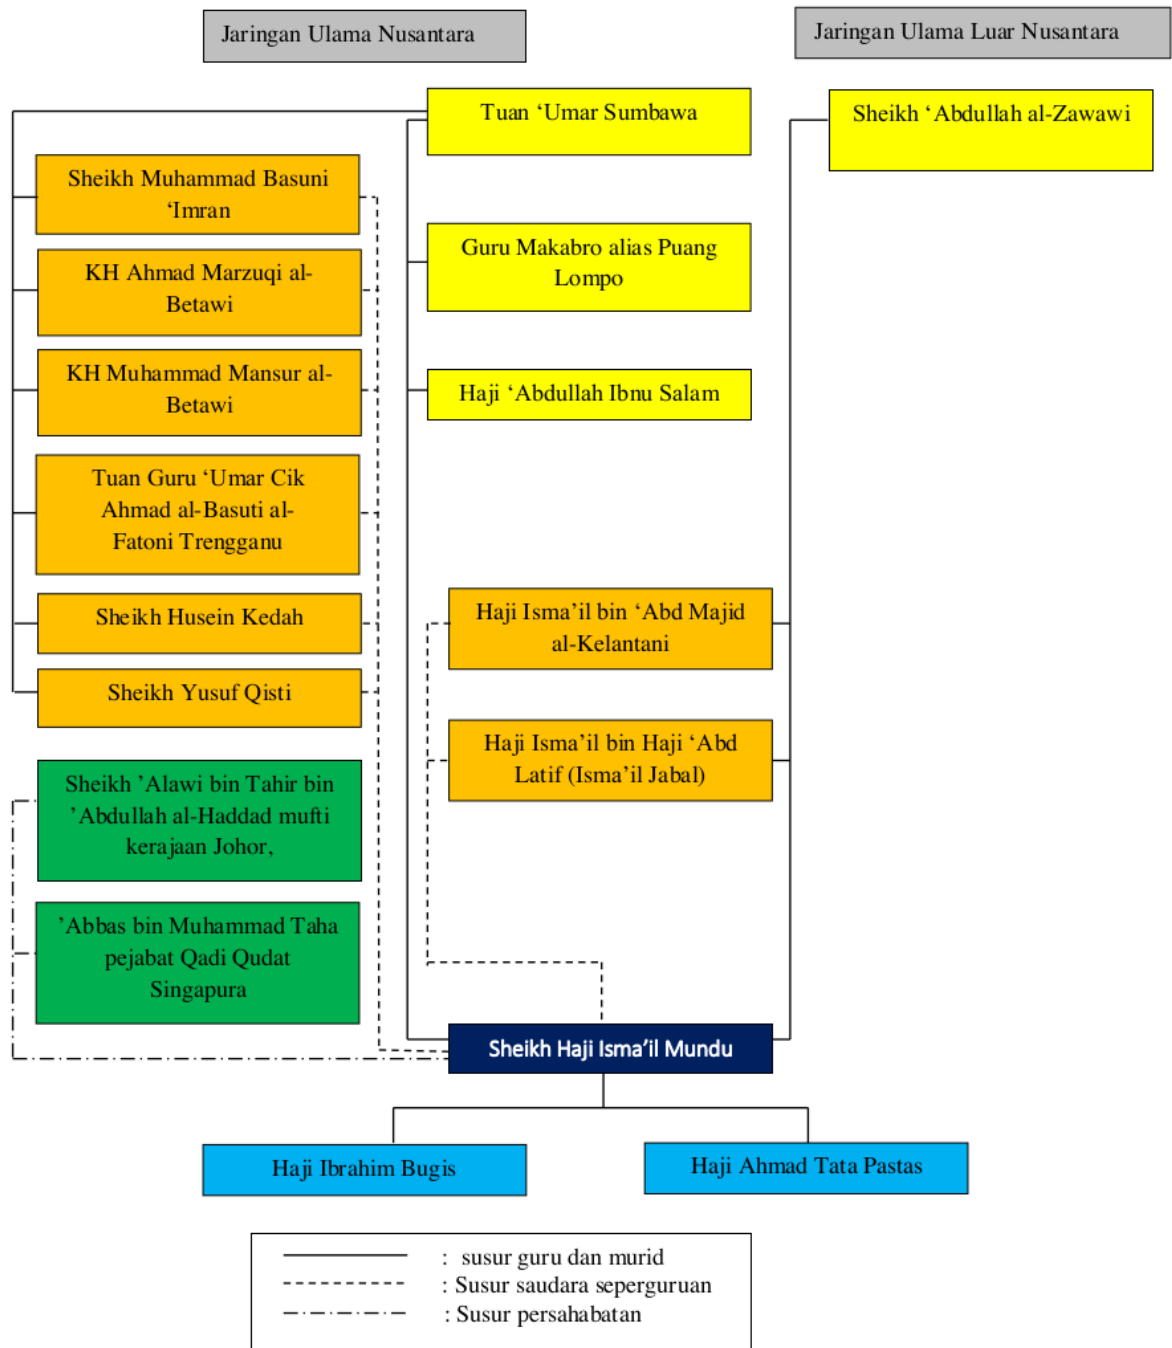 Jaringan Ulama Nusantara
Jaringan Ulama Luar Nusantara
Tuan ‘Umar Sumbawa
Sheikh ‘Abdullah al-Zawawi
Sheikh Muhammad Basuni
‘Imran
Guru Makabro alias Puang
Lompo
KH Ahmad Marzuqi al-
Betawi
KH Muhammad Mansur al-
Betawi
Haji ‘Abdullah Ibnu Salam
Tuan Guru ‘Umar Cik
Ahmad al-Basuti al-
Fatoni Trengganu
Sheikh Husein Kedah
Haji Isma’il bin ‘Abd Majid
al-Kelantani
Sheikh Yusuf Qisti
Haji Isma’il bin Haji ‘Abd
Latif (Isma’il Jabal)
Sheikh ’Alawi bin Tahir bin
’Abdullah al-Haddad mufti
kerajaan Johor,
’Abbas bin Muhammad Taha
pejabat Qadi Qudat
Singapura
Sheikh Haji Isma’il Mundu
Haji Ibrahim Bugis
Haji Ahmad Tata Pastas
: susur guru dan murid
: Susur saudara seperguruan
: Susur persahabatan